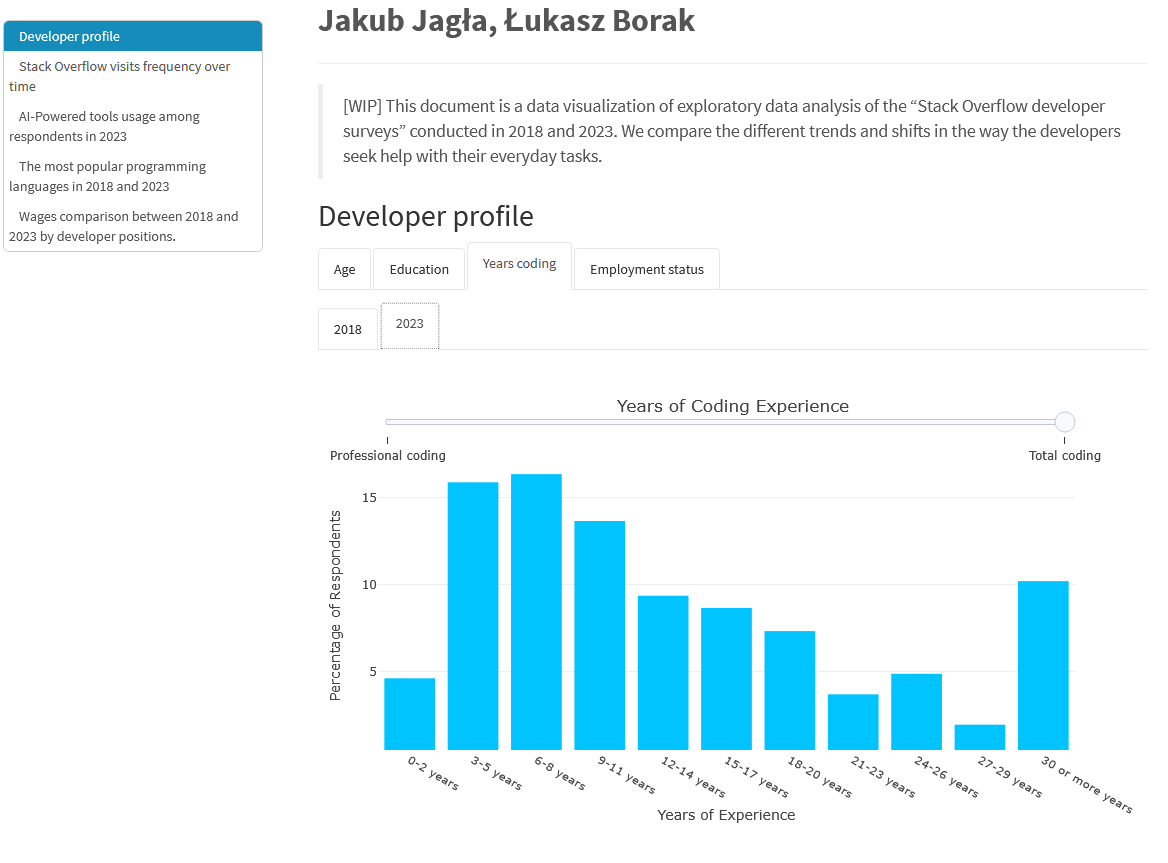 Jakub Jagła, Łukasz Borak
Developer profile
Stack Overflow visits frequency over
time
AI-Powered tools usage among
respondents in 2023
The most popular programming
languages in 2018 and 2023
Wages comparison between 2018 and
2023 by developer positions.
[WIP] This document is a data visualization of exploratory data analysis of the “Stack Overflow developer
surveys” conducted in 2018 and 2023. We compare the different trends and shifts in the way the developers
seek help with their everyday tasks.
Developer profile
Age
Education
Years coding
Employment status
2018
2023
Years of Coding Experience
Professional coding
Total coding
Percentage of Respondents
15
10
5
0-2 years
3-5 years
6-8 years
9-11 years
12-14 years
15-17 years
18-20 years
21-23 years
24-26 years
27-29 years
30 or more years
Years of Experience